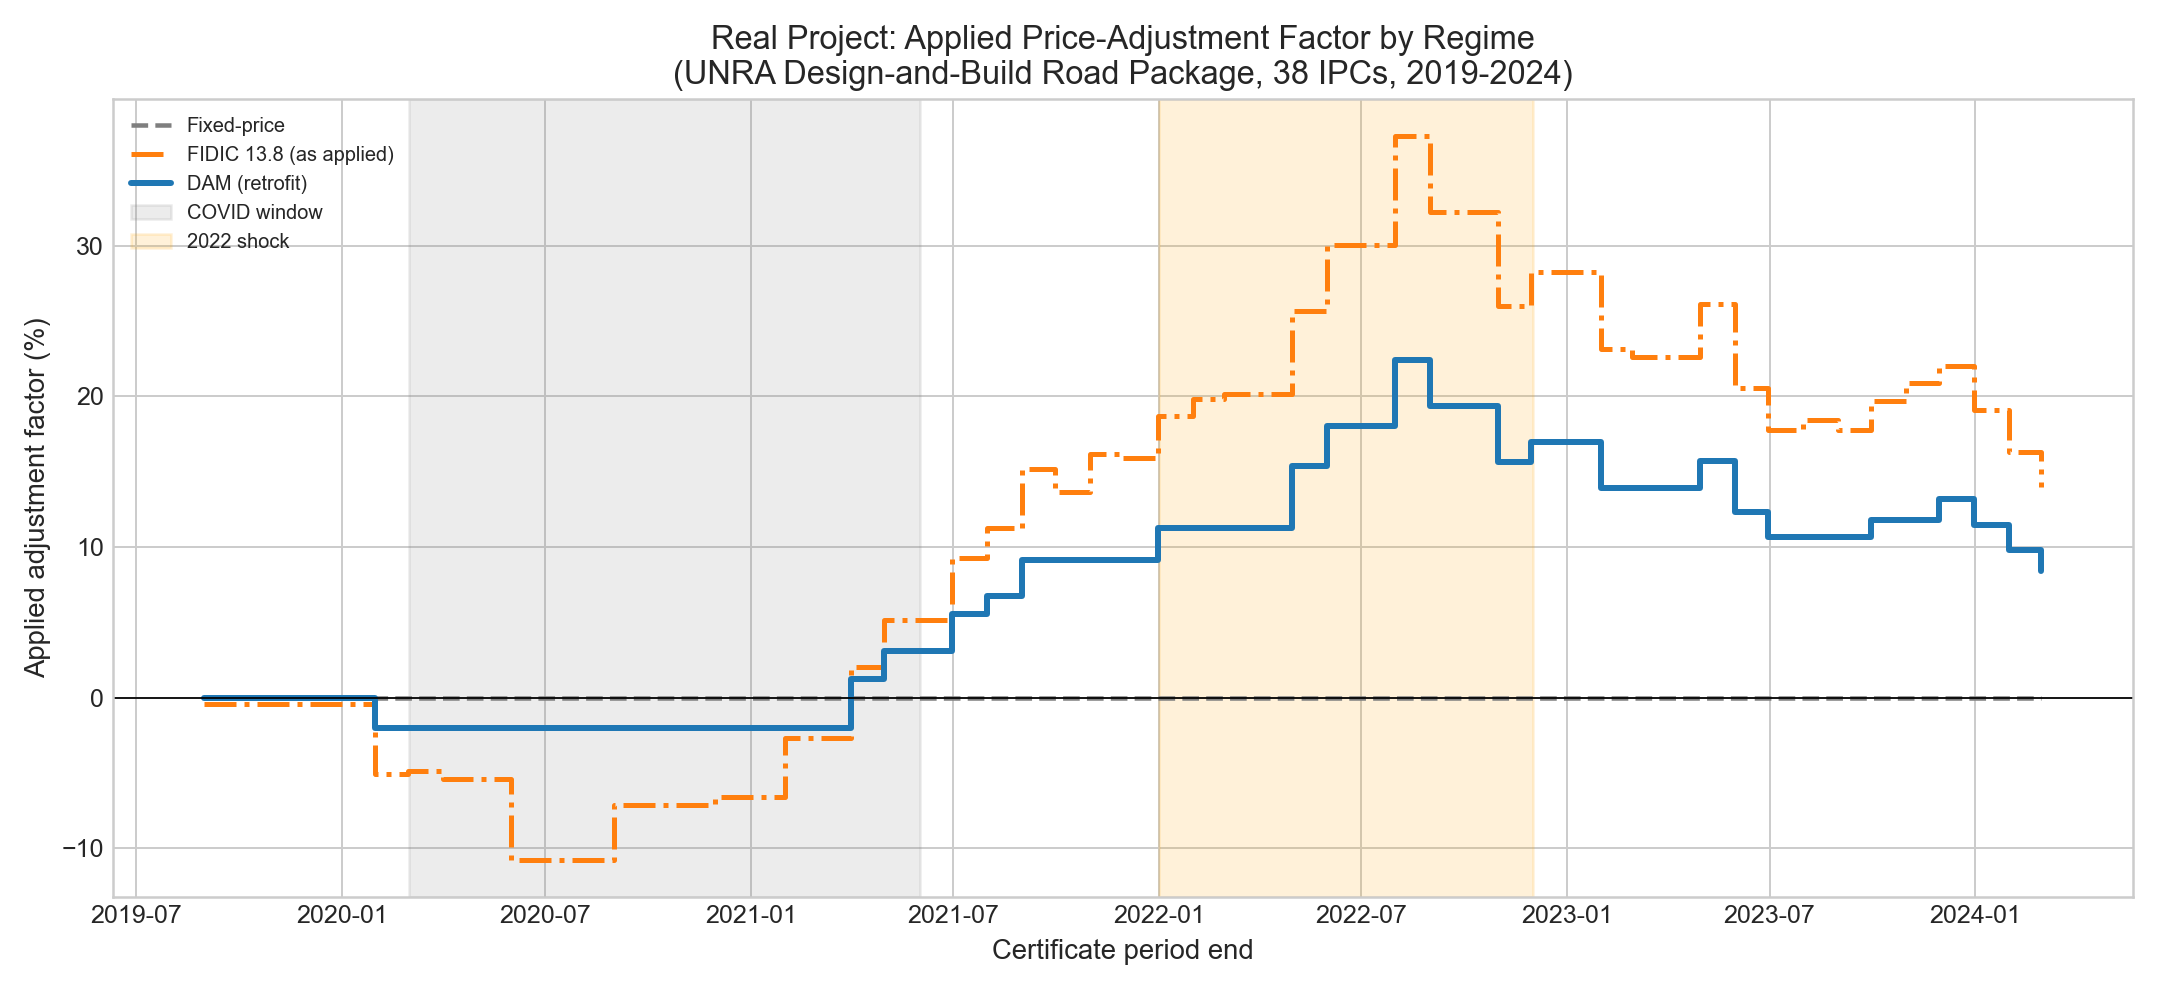 Real Project: Applied Price-Adjustment Factor by Regime
(UNRA Design-and-Build Road Package, 38 IPCs, 2019-2024)
Fixed-price
FIDIC 13.8 (as applied)
DAM (retrofit)
COVID window
2022 shock
Applied adjustment factor (%)
30
20
10
0
−10
2019-07 2020-01 2020-07 2021-01 2021-07 2022-01 2022-07 2023-01 2023-07 2024-01
Certificate period end